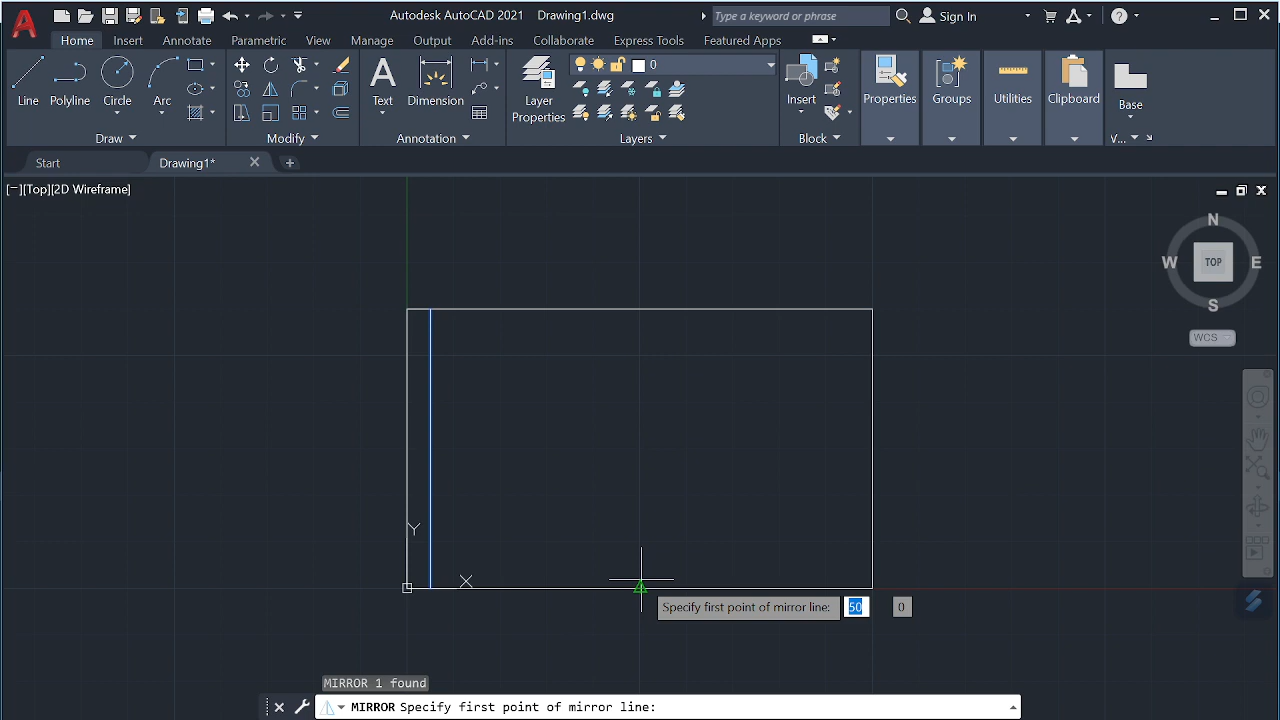 Autodesk AutoCAD 2021 Drawing1.dwg Type a keyword or phrase Sign In
Home Insert Annotate Parametric View Manage Output Add-ins Collaborate Express Tools Featured Apps
Line Polyline Circle Arc Text Dimension Layer Properties 0 Insert Properties Groups Utilities Clipboard Base
Draw Modify Annotation Layers Block V...
Start Drawing1* +
[−][Top][2D Wireframe]
N
W TOP E
S
WCS
Y
X
Specify first point of mirror line: 50 0
MIRROR 1 found
MIRROR Specify first point of mirror line: